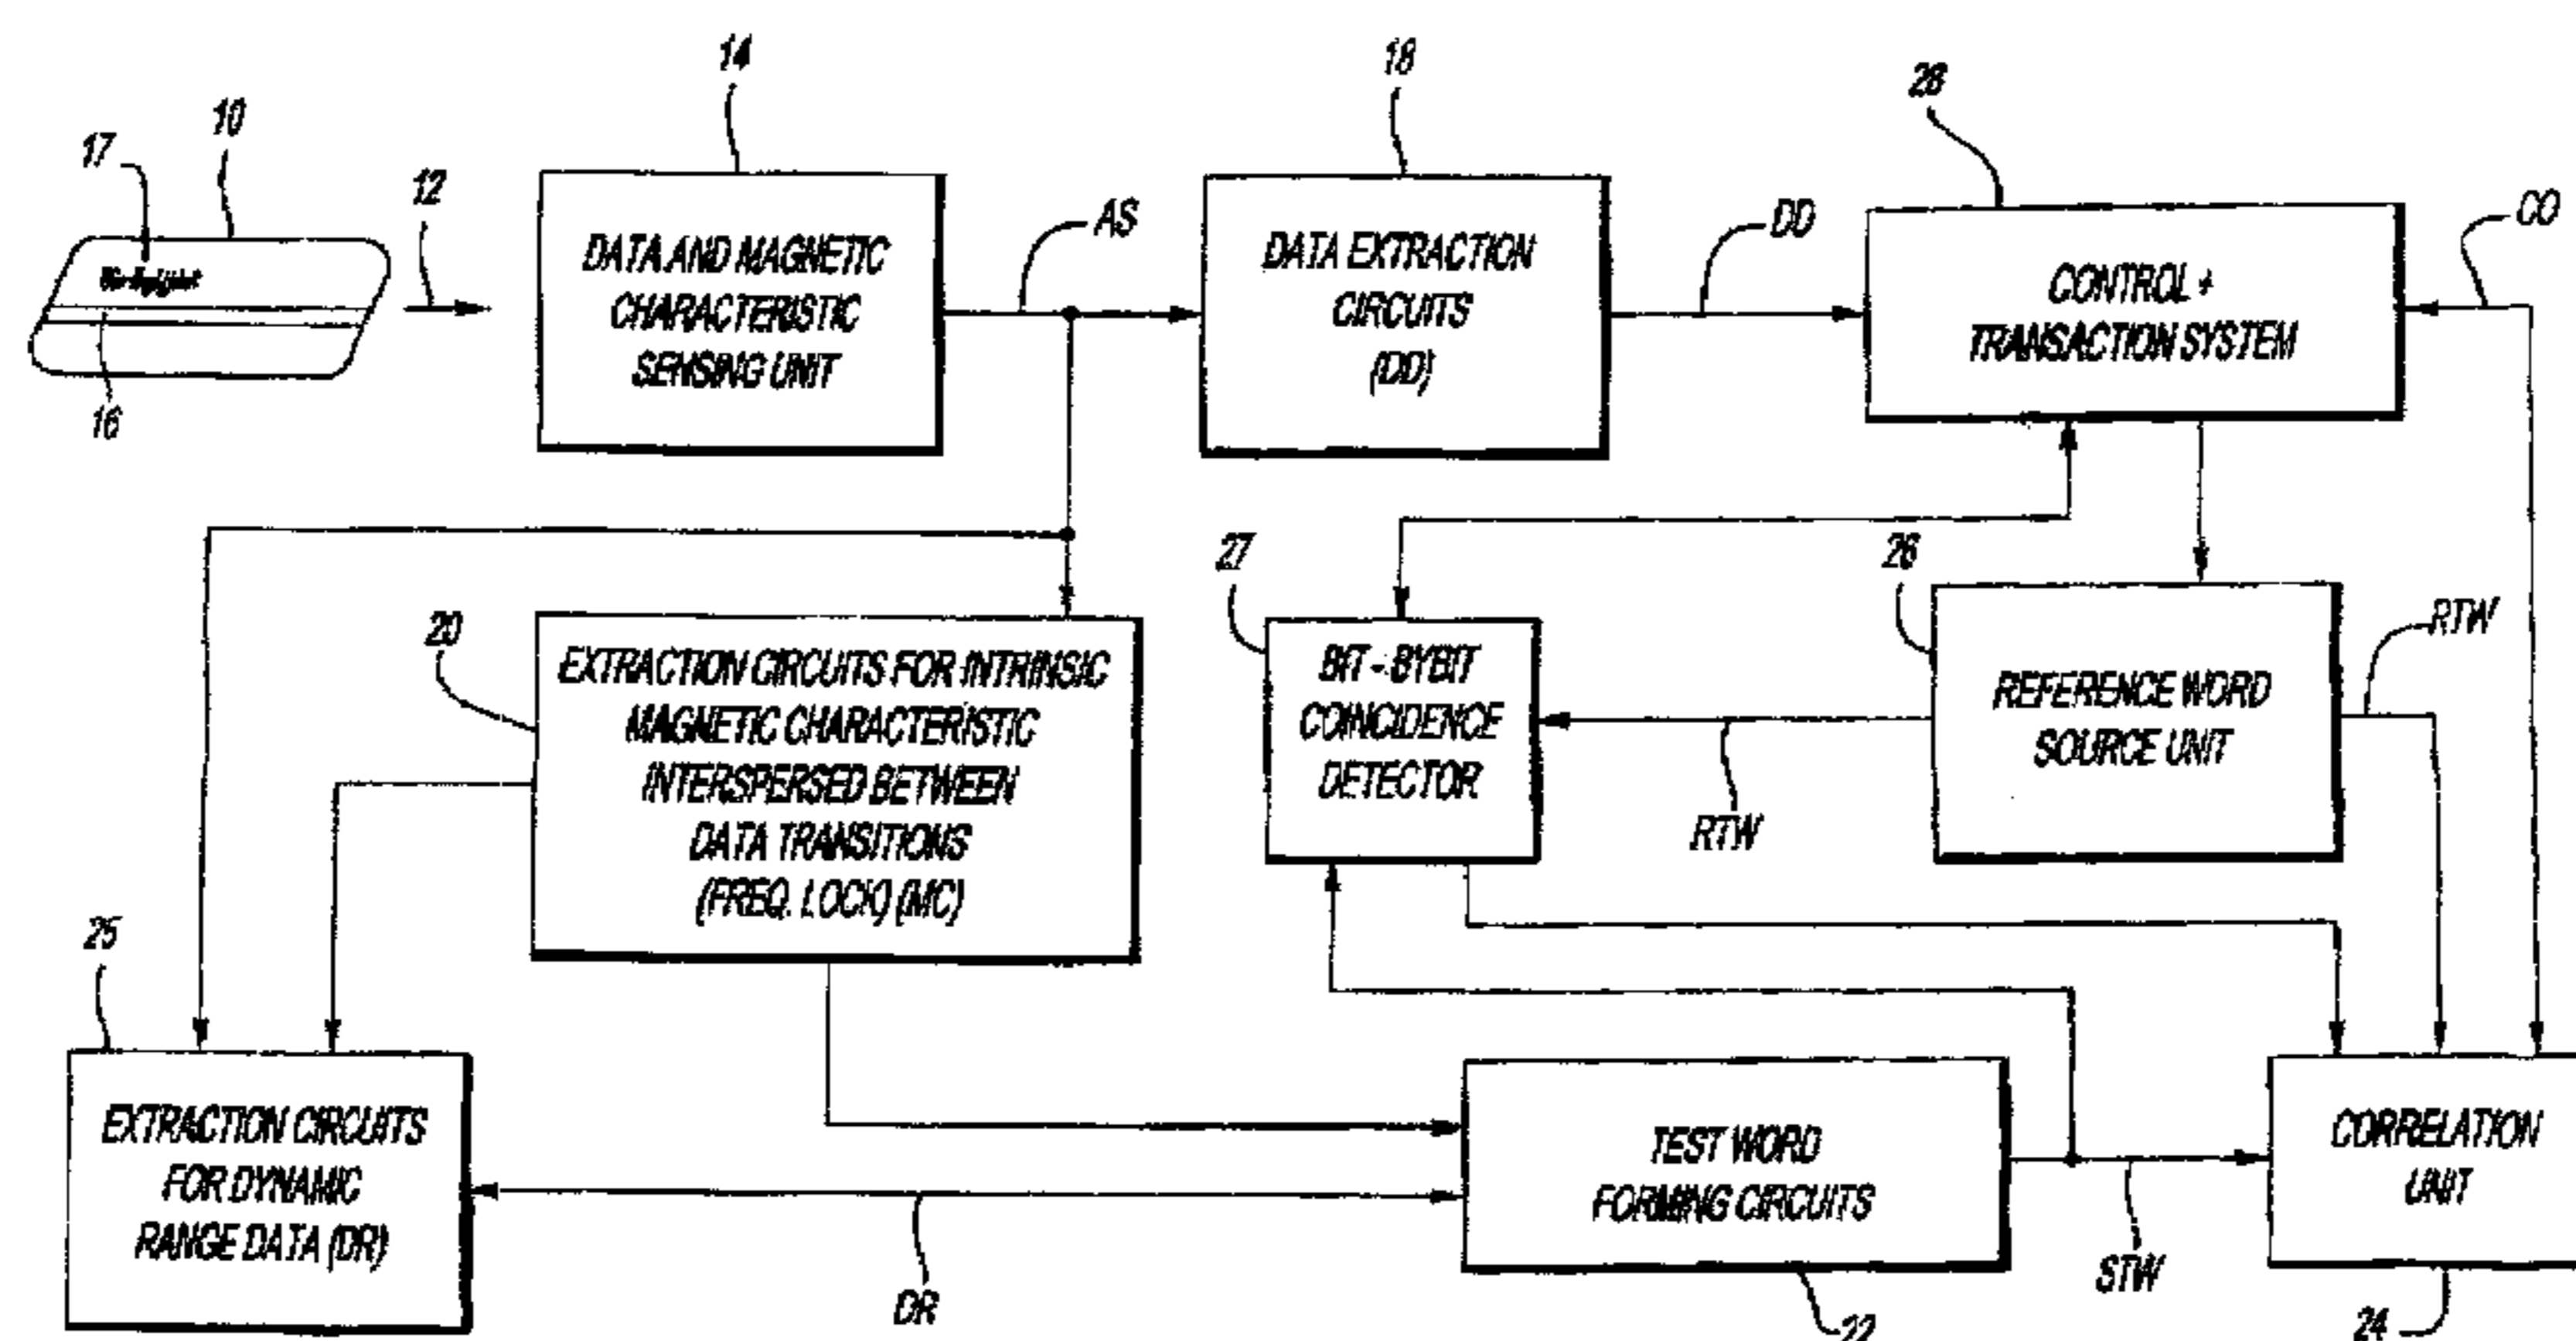 14
18
28
10
17
12
AS
DD
CO
DATA AND MAGNETIC
CHARACTERISTIC
SENSING UNIT
DATA EXTRACTION
CIRCUITS
(DD)
CONTROL +
TRANSACTION SYSTEM
16
27
26
20
RTW
EXTRACTION CIRCUITS FOR INTRINSIC
MAGNETIC CHARACTERISTIC
INTERSPERSED BETWEEN
DATA TRANSITIONS
(FREQ. LOCK) (MC)
BIT - BYBIT
COINCIDENCE
DETECTOR
REFERENCE WORD
SOURCE UNIT
RTW
25
EXTRACTION CIRCUITS
FOR DYNAMIC
RANGE DATA (DR)
TEST WORD
FORMING CIRCUITS
CORRELATION
UNIT
DR
STW
22
24